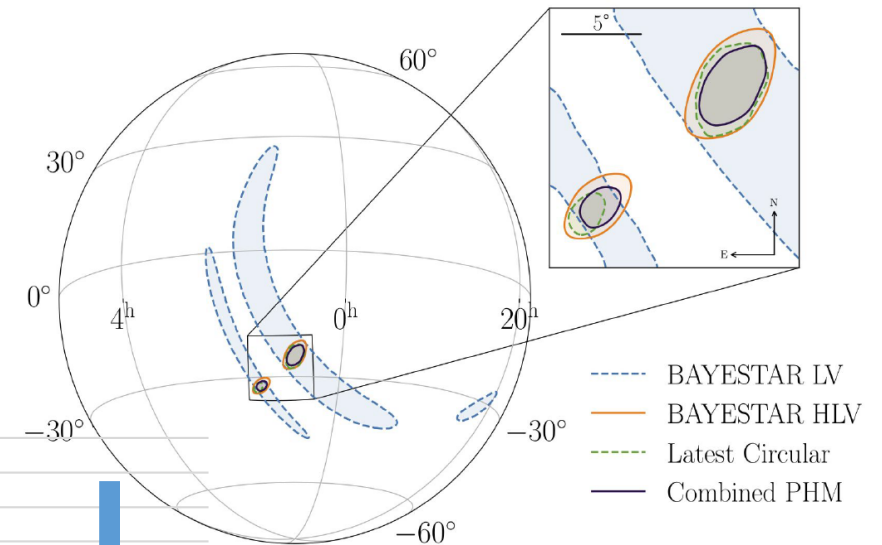 5°
60°
30°
N
E
0°
4h
0h
20h
BAYESTAR LV
BAYESTAR HLV
−30°
−30°
Latest Circular
Combined PHM
−60°